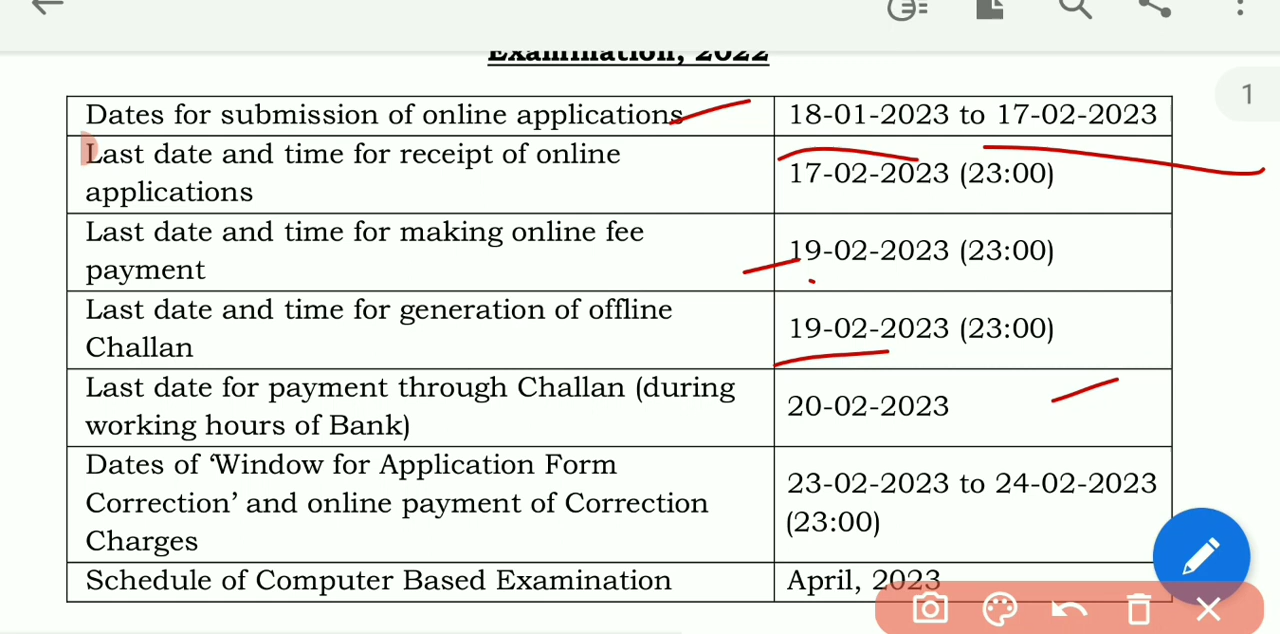 Examination, 2022
1
Dates for submission of online applications
18-01-2023 to 17-02-2023
Last date and time for receipt of online
applications
17-02-2023 (23:00)
Last date and time for making online fee
payment
19-02-2023 (23:00)
Last date and time for generation of offline
Challan
19-02-2023 (23:00)
Last date for payment through Challan (during
working hours of Bank)
20-02-2023
Dates of ‘Window for Application Form
Correction’ and online payment of Correction
Charges
23-02-2023 to 24-02-2023
(23:00)
Schedule of Computer Based Examination
April, 2023